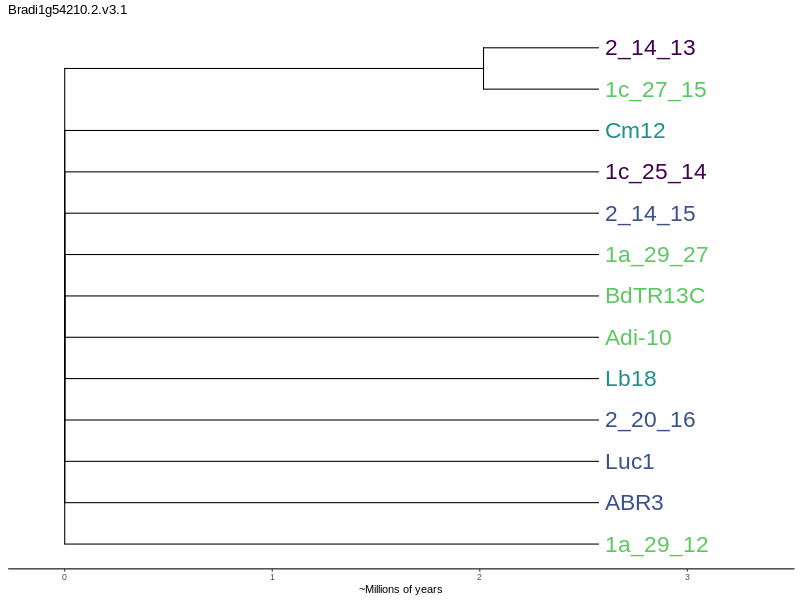 Bradi1g54210.2.v3.1
2_14_13
1c_27_15
Cm12
1c_25_14
2_14_15
1a_29_27
BdTR13C
Adi-10
Lb18
2_20_16
Luc1
ABR3
1a_29_12
0 1 2 3
~Millions of years